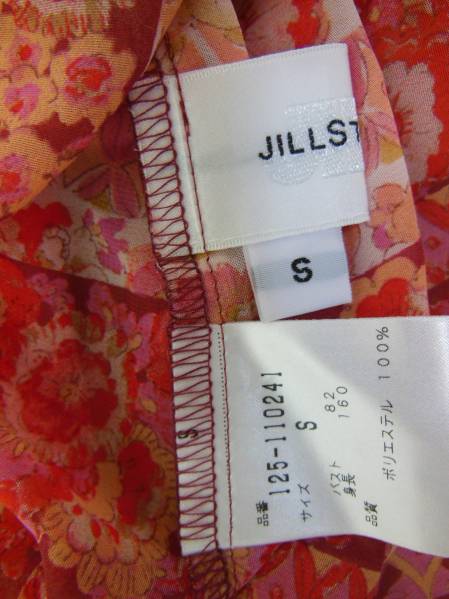 JILLST
S
品番 125-110241
サイズ S
バスト 82
身長 160
品質
ポリエステル 100%
S